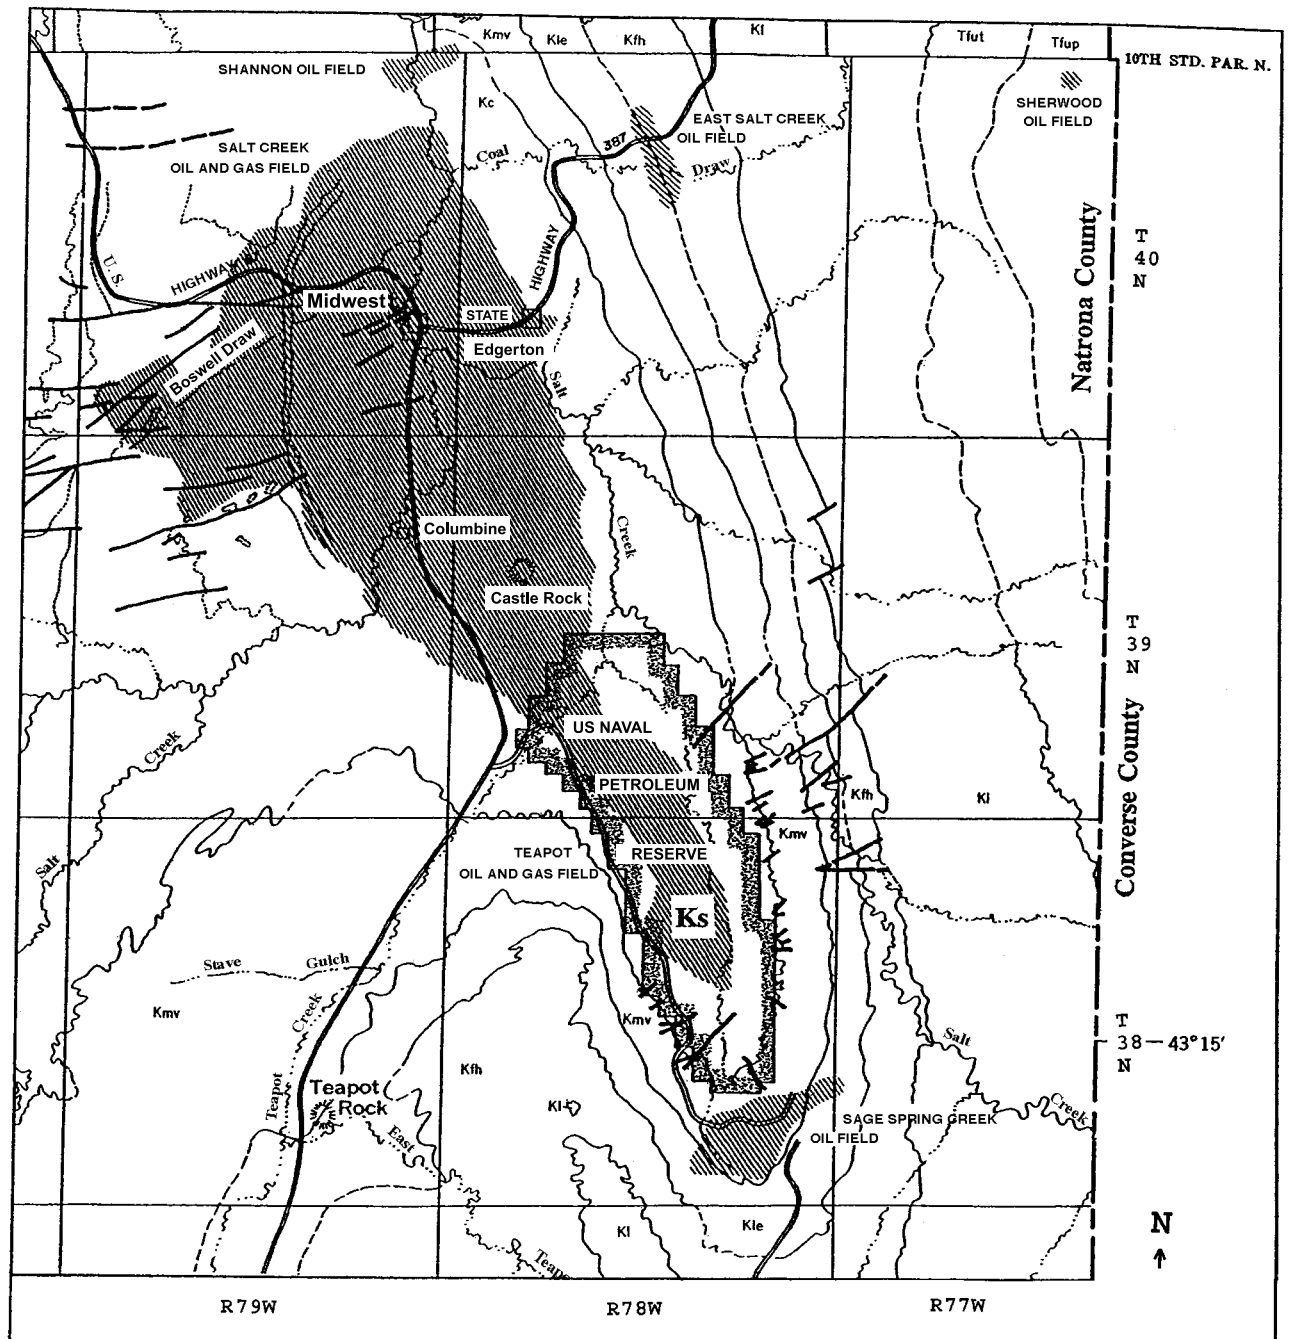 Kmv
Kle
Kfh
Kl
Tfut
Tfup
10TH STD. PAR. N.
SHANNON OIL FIELD
Kc
SHERWOOD
OIL FIELD
EAST SALT CREEK
OIL FIELD
387
SALT CREEK
OIL AND GAS FIELD
Coal
Draw
Natrona County
T
40
N
U. S.
HIGHWAY
HIGHWAY
Midwest
STATE
Edgerton
Boswell Draw
Salt
Creek
Columbine
Castle Rock
T
39
N
US NAVAL
Creek
PETROLEUM
Kfh
Kl
Converse County
Kmv
TEAPOT
OIL AND GAS FIELD
RESERVE
Salt
Ks
Stave
Gulch
Creek
Kmv
Kmv
Salt
T
38 — 43°15'
N
Kfh
Teapot
Teapot
Rock
Kl
Creek
SAGE SPRING CREEK
OIL FIELD
East
Kl
Kle
N
Teapo
R79W
R78W
R77W